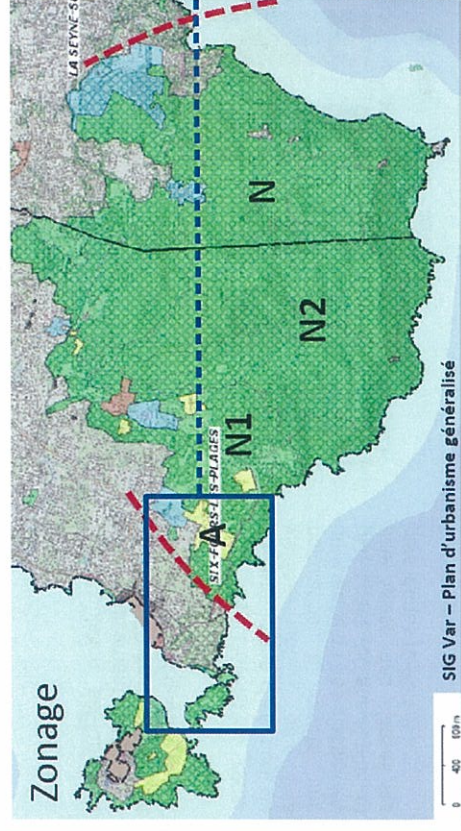 Zonage
LA SEYNE-S
N
N2
N1
SIX-FOURS-LES-PLAGES
A
SIG Var – Plan d'urbanisme généralisé
0 400 800 m